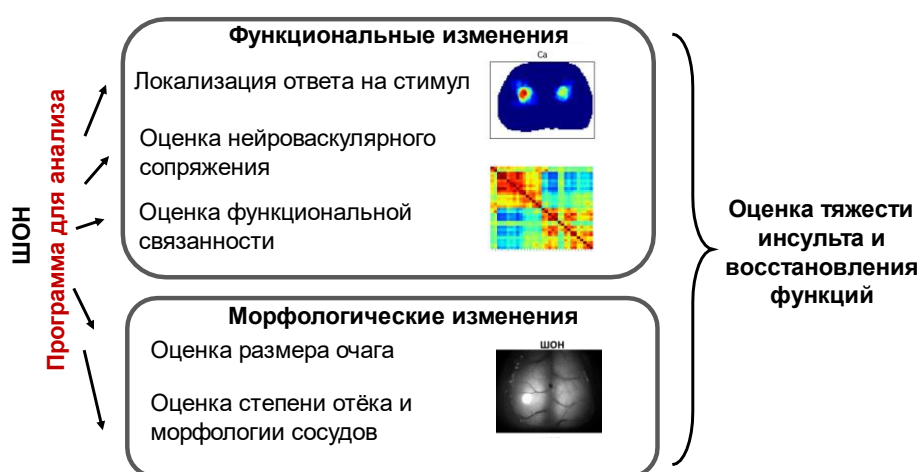 ШОН
Программа для анализа
Функциональные изменения
Локализация ответа на стимул
Ca
Оценка нейроваскулярного
сопряжения
Оценка функциональной
связанности
Морфологические изменения
Оценка размера очага
ШОН
Оценка степени отёка и
морфологии сосудов
Оценка тяжести
инсульта и
восстановления
функций